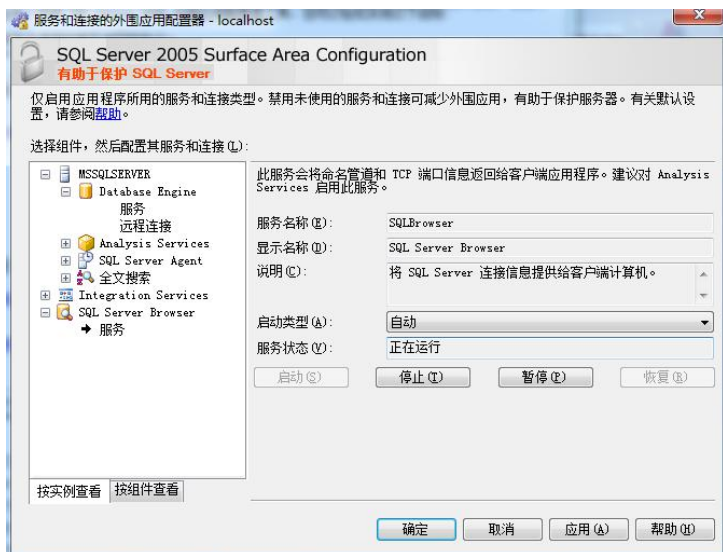 服务和连接的外围应用配置器 - localhost
SQL Server 2005 Surface Area Configuration
有助于保护 SQL Server
仅启用应用程序所用的服务和连接类型。禁用未使用的服务和连接可减少外围应用，有助于保护服务器。有关默认设
置，请参阅帮助。
选择组件，然后配置其服务和连接(L):
MSSQLSERVER
Database Engine
服务
远程连接
Analysis Services
SQL Server Agent
全文搜索
Integration Services
SQL Server Browser
服务
按实例查看 按组件查看
此服务会将命名管道和 TCP 端口信息返回给客户端应用程序。建议对 Analysis
Services 启用此服务。
服务名称(E): SQLBrowser
显示名称(D): SQL Server Browser
说明(C): 将 SQL Server 连接信息提供给客户端计算机。
启动类型(A): 自动
服务状态(V): 正在运行
启动(S) 停止(T) 暂停(P) 恢复(R)
确定 取消 应用(A) 帮助(H)